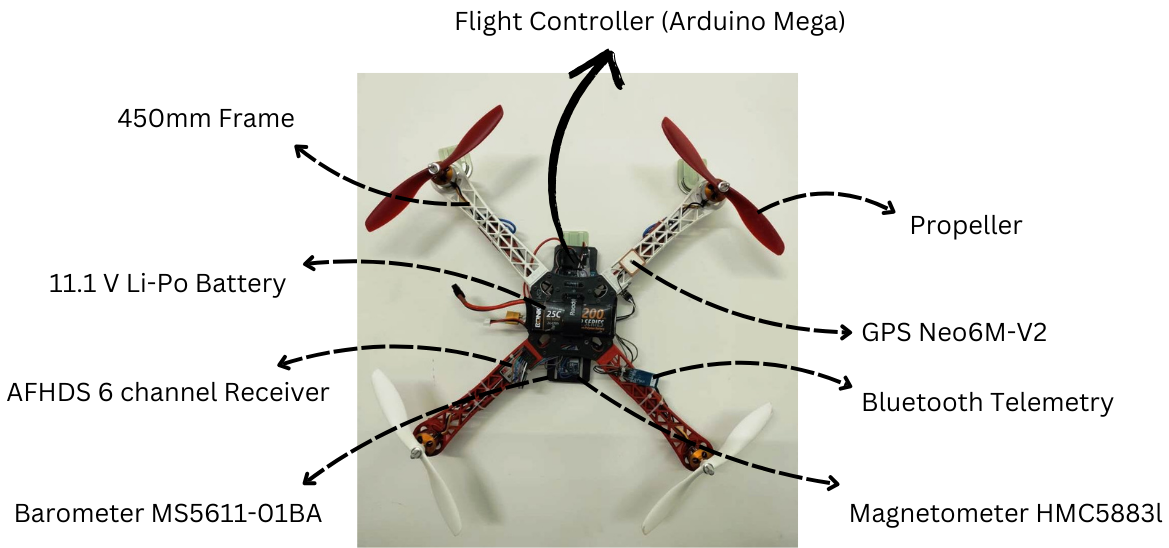 Flight Controller (Arduino Mega)
450mm Frame
Propeller
11.1 V Li-Po Battery
25C
200
SERIES
GPS Neo6M-V2
AFHDS 6 channel Receiver
Bluetooth Telemetry
Barometer MS5611-01BA
Magnetometer HMC5883l